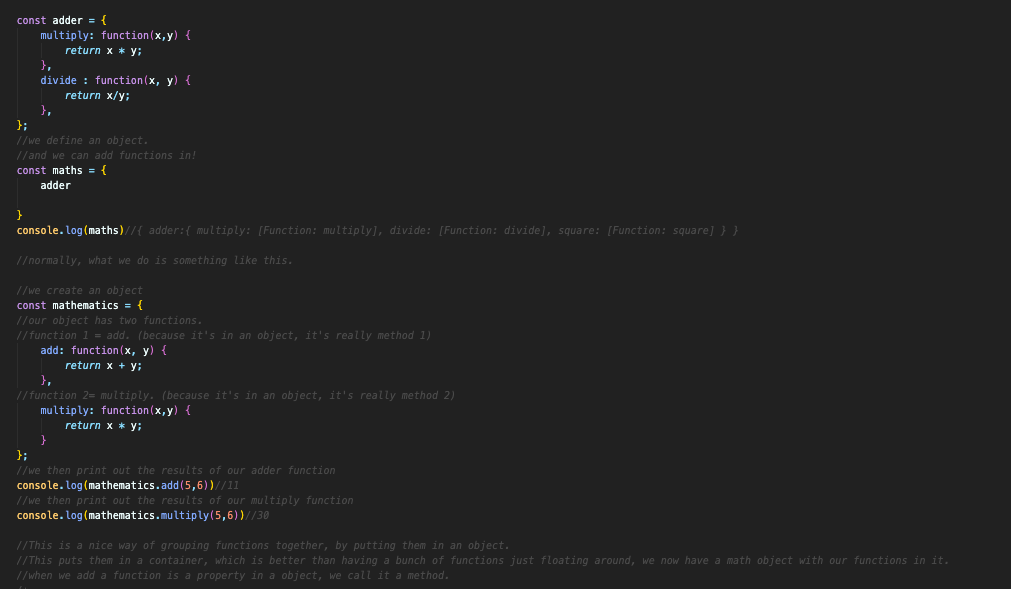 const adder = {
multiply: function(x,y) {
return x * y;
},
divide : function(x, y) {
return x/y;
},
};
//we define an object.
//and we can add functions in!
const maths = {
adder
}
console.log(maths)//{ adder:{ multiply: [Function: multiply], divide: [Function: divide], square: [Function: square] } }
//normally, what we do is something like this.
//we create an object
const mathematics = {
//our object has two functions.
//function 1 = add. (because it's in an object, it's really method 1)
add: function(x, y) {
return x + y;
},
//function 2= multiply. (because it's in an object, it's really method 2)
multiply: function(x,y) {
return x * y;
}
};
//we then print out the results of our adder function
console.log(mathematics.add(5,6))//11
//we then print out the results of our multiply function
console.log(mathematics.multiply(5,6))//30
//This is a nice way of grouping functions together, by putting them in an object.
//This puts them in a container, which is better than having a bunch of functions just floating around, we now have a math object with our functions in it.
//when we add a function is a property in a object, we call it a method.